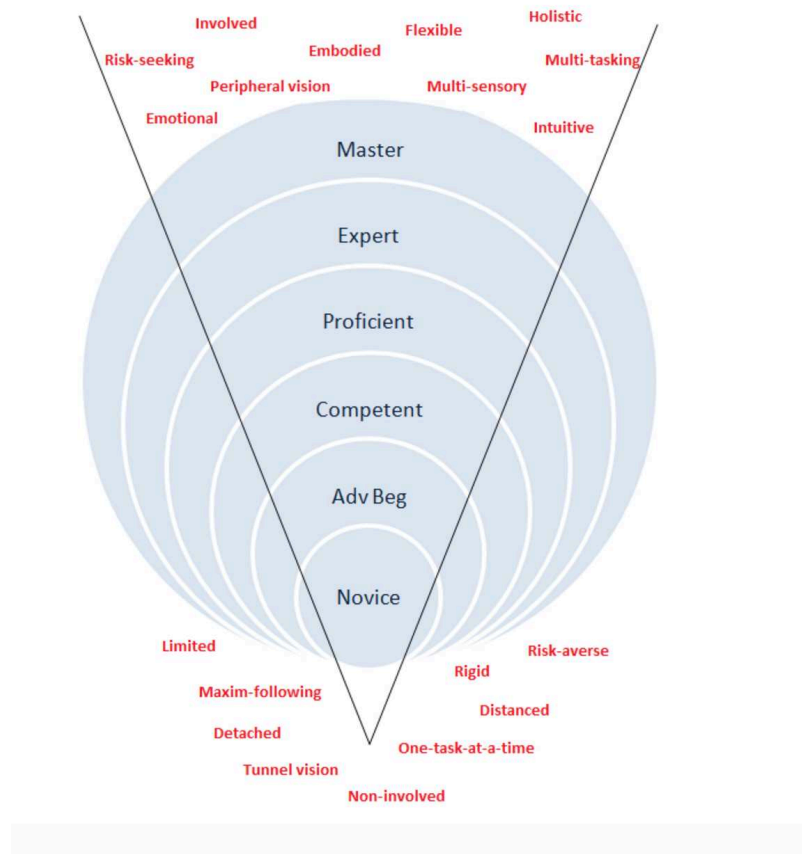 Involved
Holistic
Flexible
Embodied
Risk-seeking
Multi-tasking
Peripheral vision
Multi-sensory
Emotional
Intuitive
Master
Expert
Proficient
Competent
Adv Beg
Novice
Limited
Risk-averse
Rigid
Maxim-following
Distanced
Detached
One-task-at-a-time
Tunnel vision
Non-involved